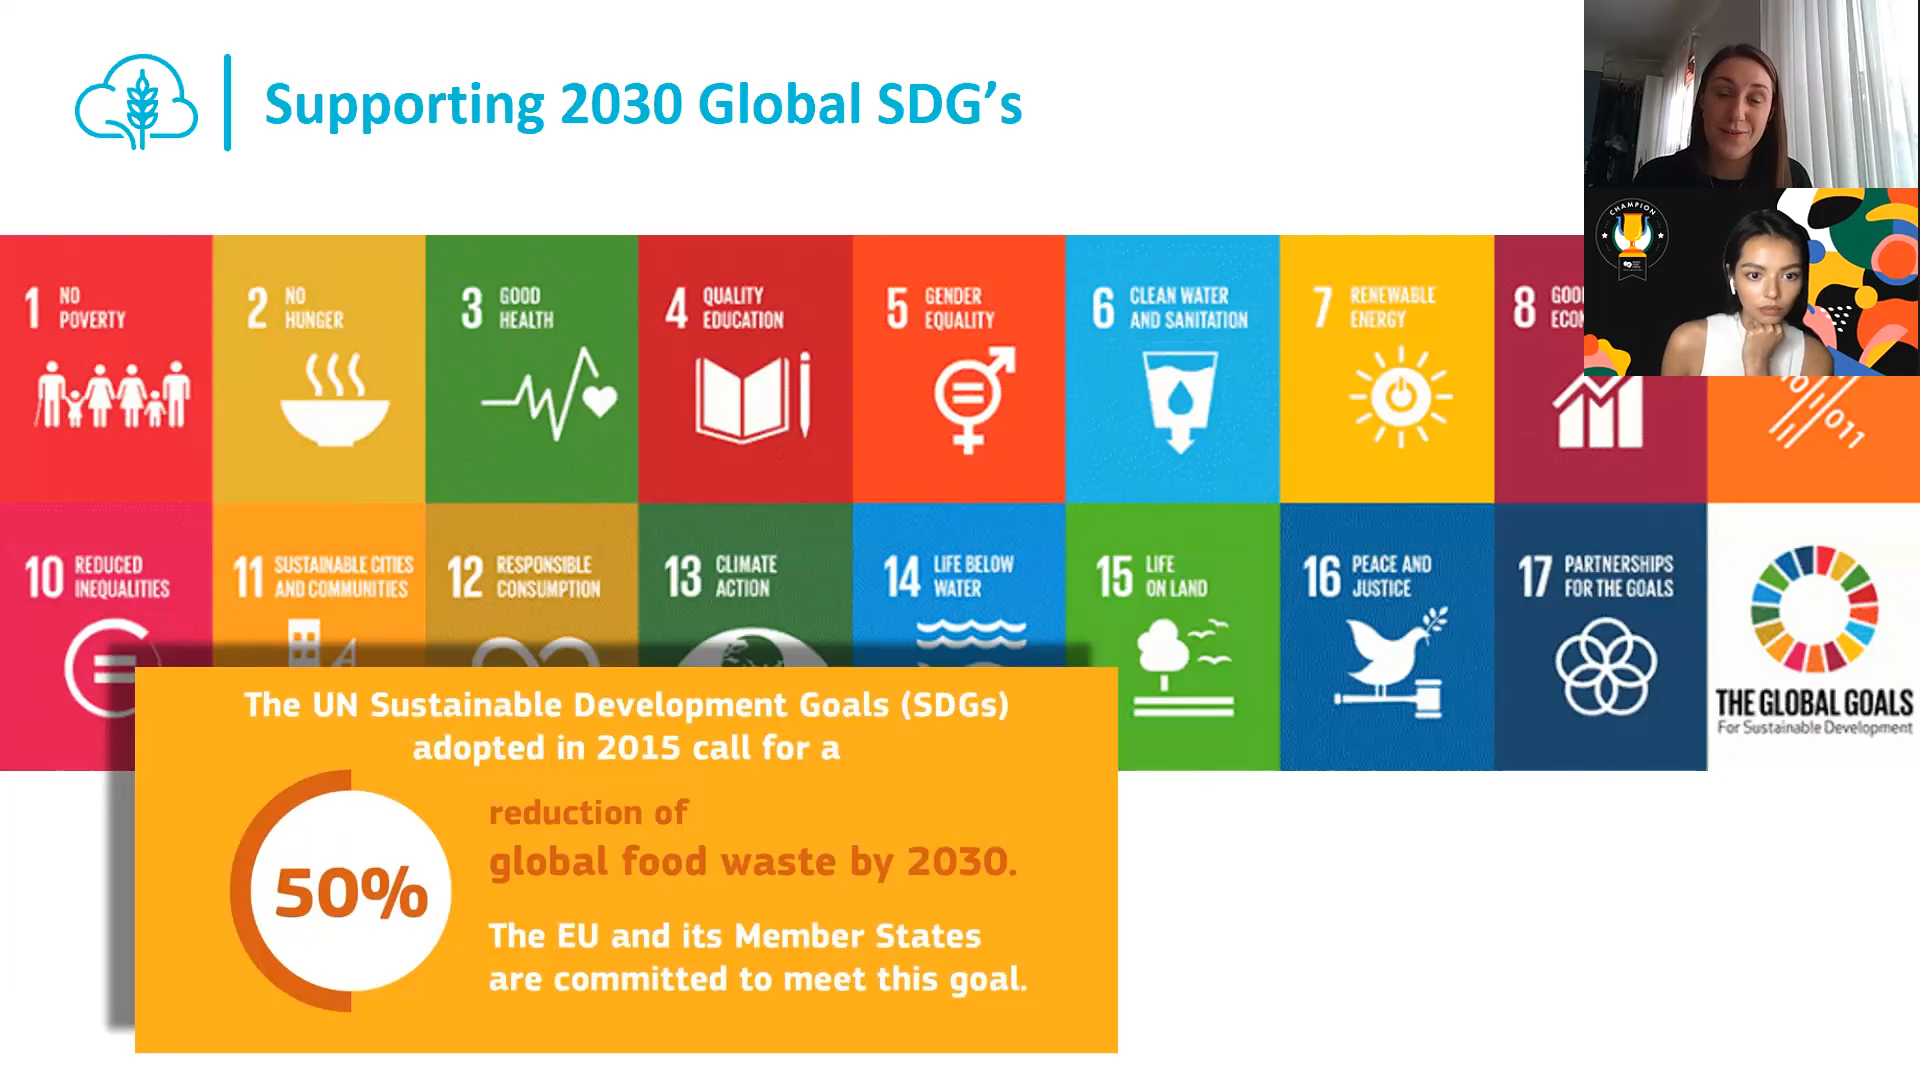 Supporting 2030 Global SDG's
CHAMPION
1 NO
POVERTY
2 NO
HUNGER
3 GOOD
HEALTH
4 QUALITY
EDUCATION
5 GENDER
EQUALITY
6 CLEAN WATER
AND SANITATION
7 RENEWABLE
ENERGY
8 GOO
ECON
011
10 REDUCED
INEQUALITIES
11 SUSTAINABLE CITIES
AND COMMUNITIES
12 RESPONSIBLE
CONSUMPTION
13 CLIMATE
ACTION
14 LIFE BELOW
WATER
15 LIFE
ON LAND
16 PEACE AND
JUSTICE
17 PARTNERSHIPS
FOR THE GOALS
THE GLOBAL GOALS
For Sustainable Development
The UN Sustainable Development Goals (SDGs)
adopted in 2015 call for a
50%
reduction of
global food waste by 2030.
The EU and its Member States
are committed to meet this goal.